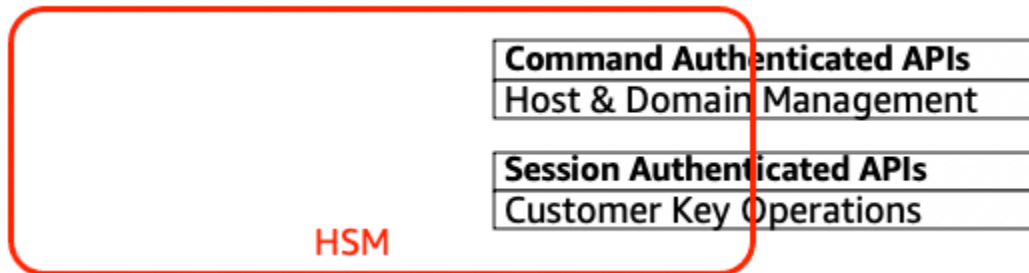 Command Authenticated APIs
Host & Domain Management
Session Authenticated APIs
Customer Key Operations
HSM